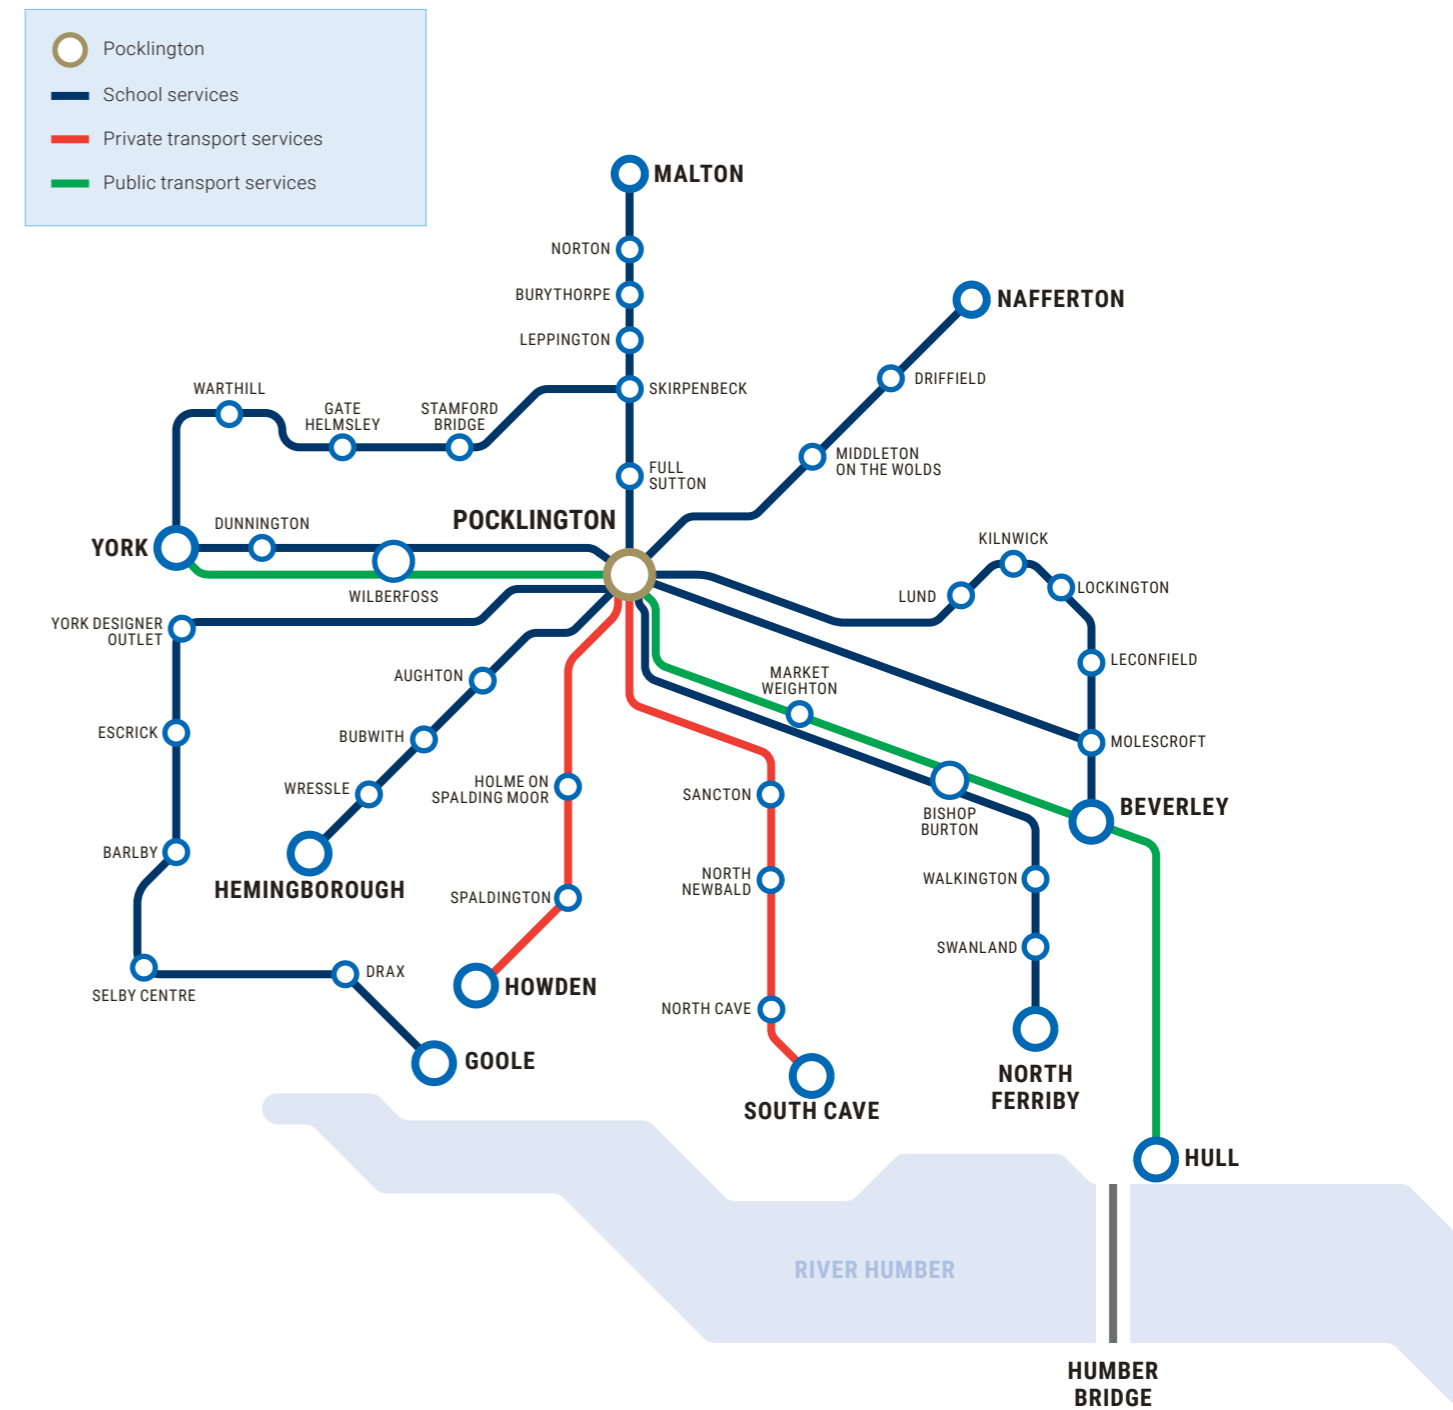 Pocklington
School services
Private transport services
Public transport services
MALTON
NORTON
BURYTHORPE
LEPPINGTON
SKIRPENBECK
FULL
SUTTON
NAFFERTON
DRIFFIELD
MIDDLETON
ON THE WOLDS
WARTHILL
GATE
HELMSLEY
STAMFORD
BRIDGE
POCKLINGTON
YORK
DUNNINGTON
WILBERFOSS
KILNWICK
LUND
LOCKINGTON
LECONFIELD
MOLESCROFT
BEVERLEY
YORK DESIGNER
OUTLET
ESCRICK
BARLBY
SELBY CENTRE
DRAX
GOOLE
AUGHTON
BUBWITH
WRESSLE
HEMINGBOROUGH
HOLME ON
SPALDING MOOR
SPALDINGTON
HOWDEN
SANCTON
NORTH
NEWBALD
NORTH CAVE
SOUTH CAVE
MARKET
WEIGHTON
BISHOP
BURTON
WALKINGTON
SWANLAND
NORTH
FERRIBY
HULL
RIVER HUMBER
HUMBER
BRIDGE